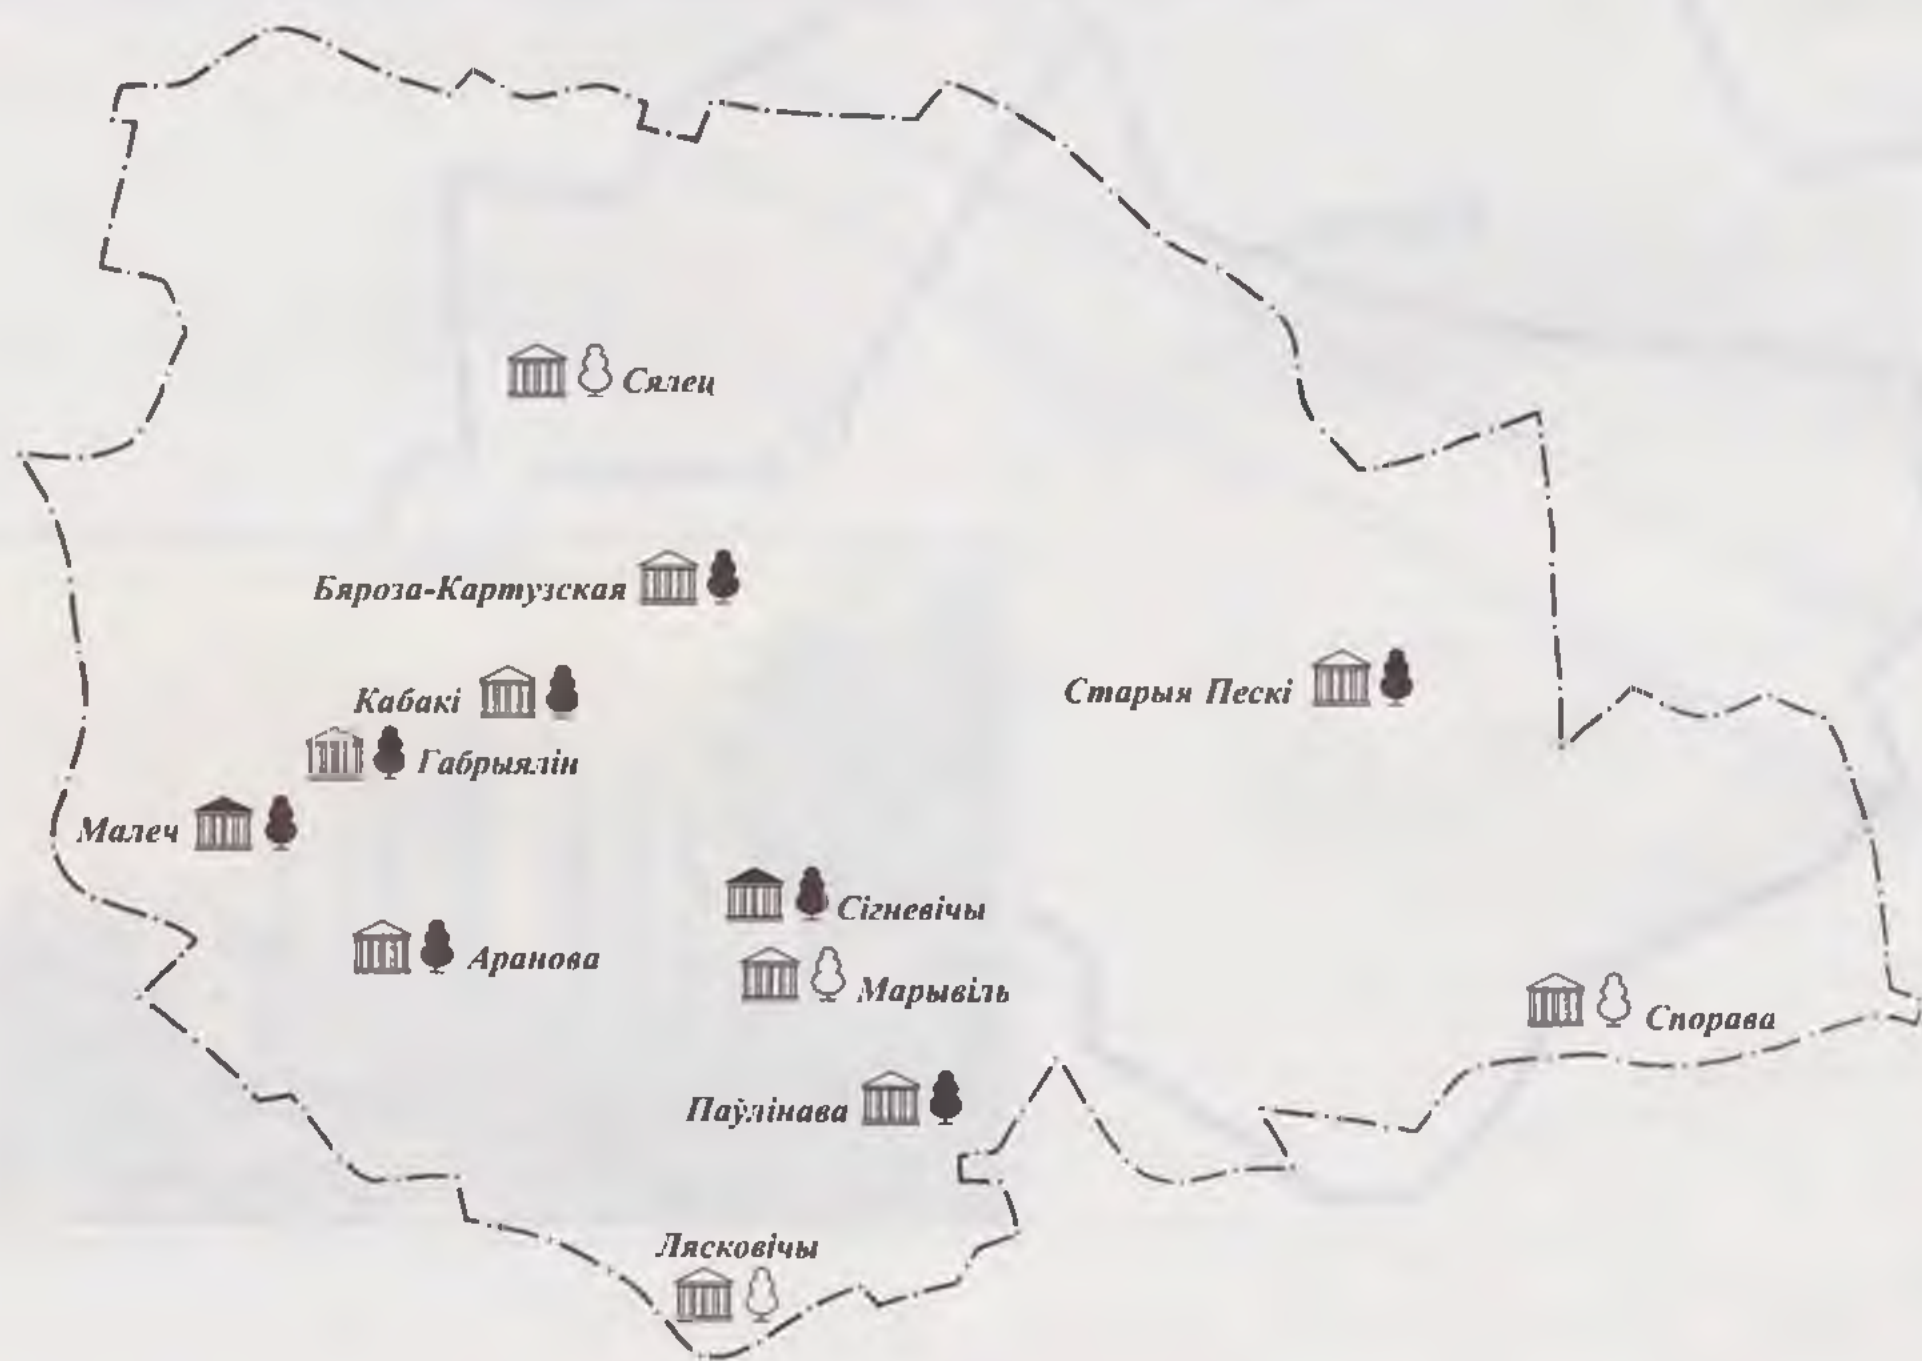 Сялец
Бяроза-Картузская
Кабакі
Старыя Пескі
Габрыялін
Малеч
Сігневічы
Аранова
Марывіль
Спорава
Паўлінава
Лясковічы